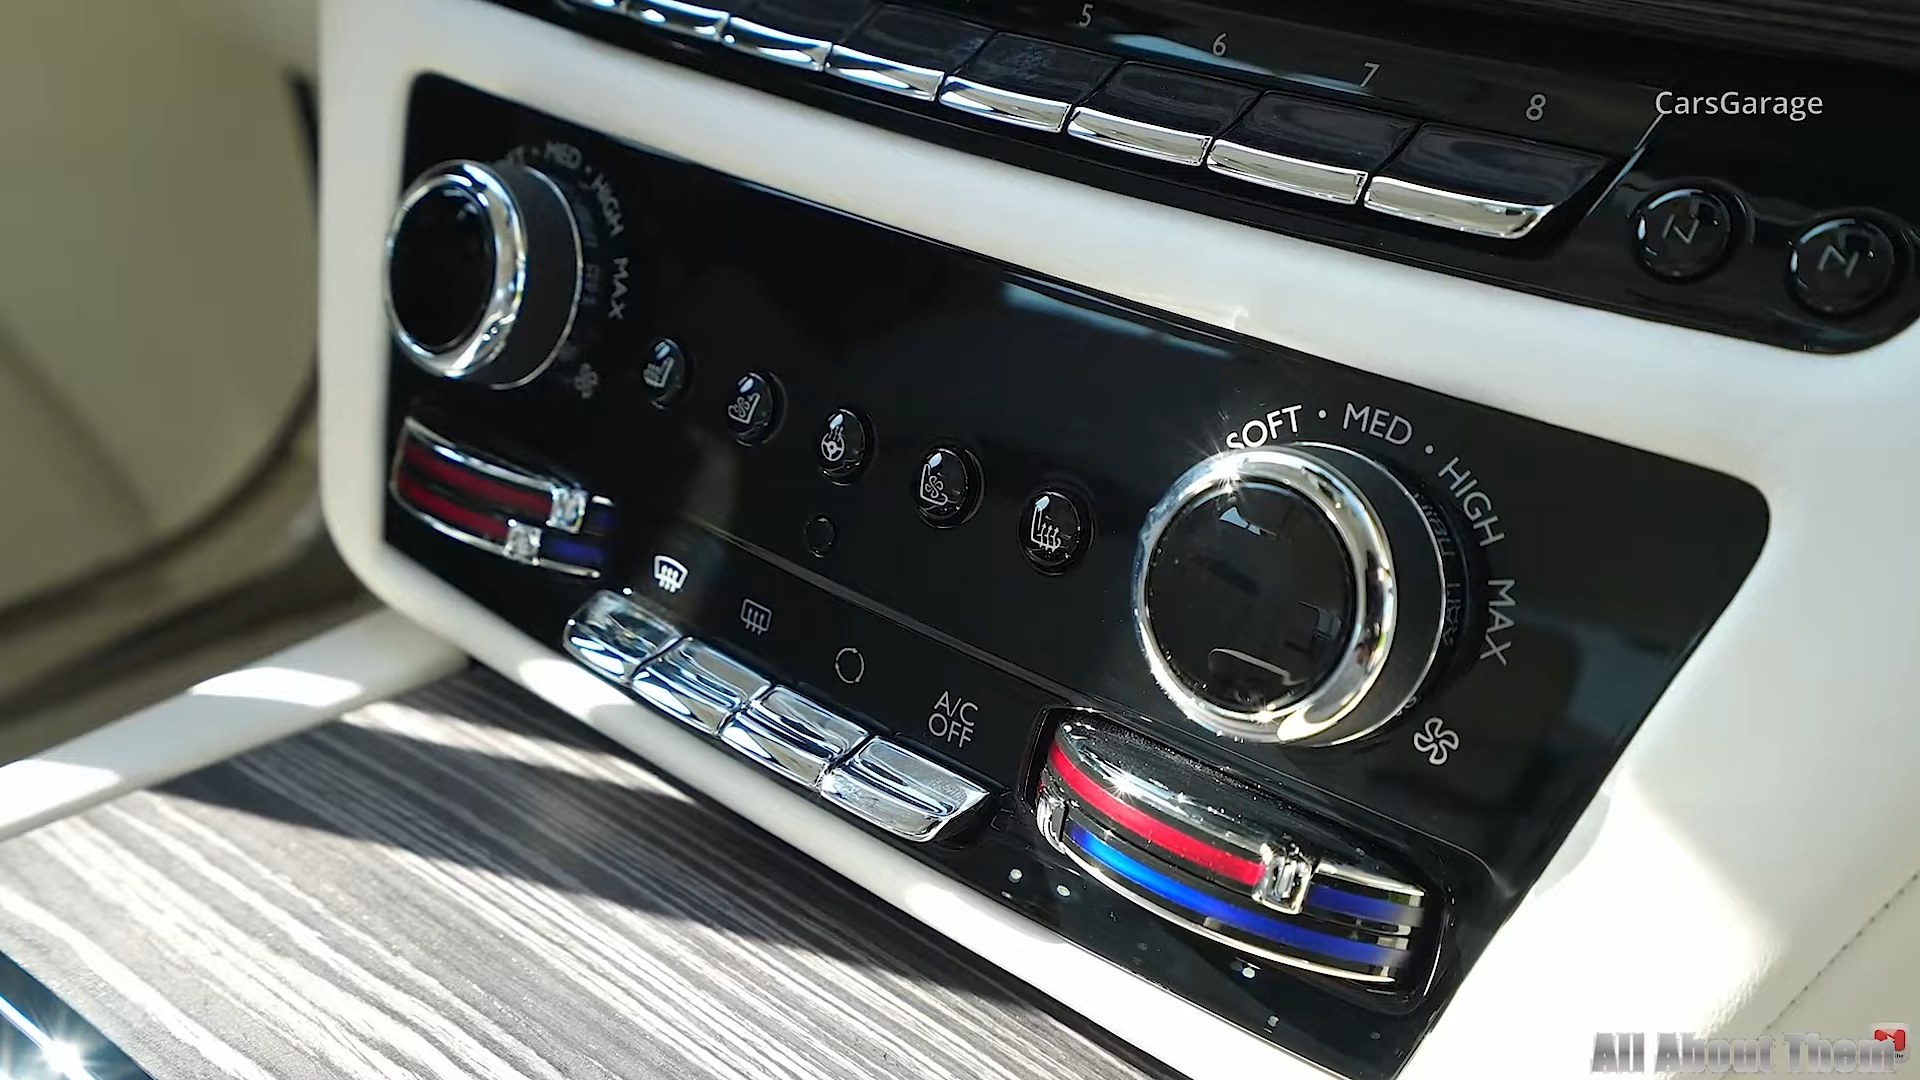 5
6
7
8
CarsGarage
MED • HIGH MAX
SOFT • MED • HIGH MAX
A/C
OFF
All About Them